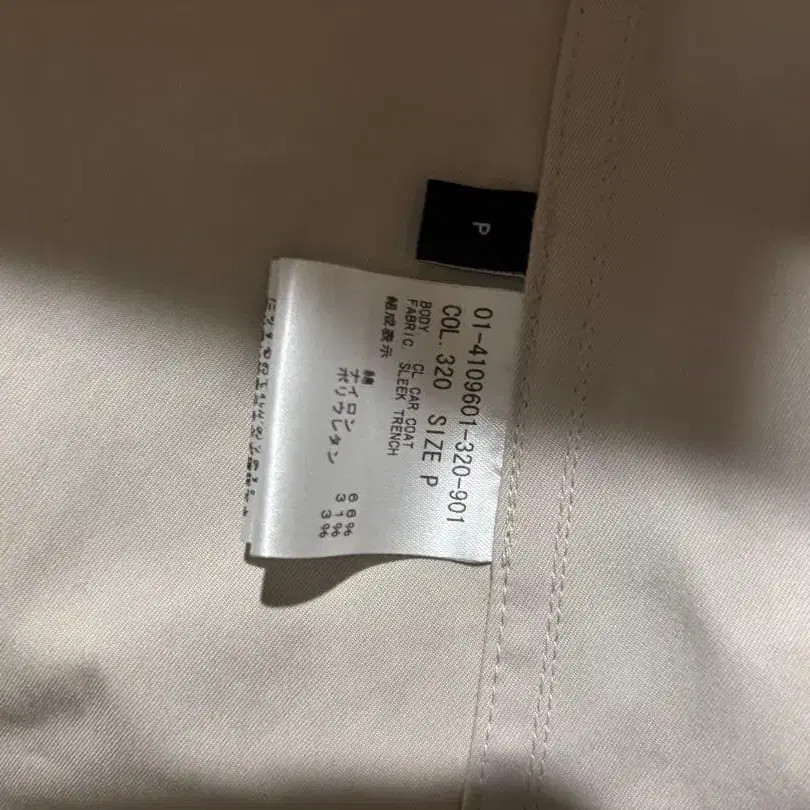 P
01-4109601-320-901
COL. 320 SIZE P
BODY. CL CAR COAT
FABRIC. SLEEK TRENCH
組成表示
綿 66%
ナイロン 31%
ポリウレタン 3%